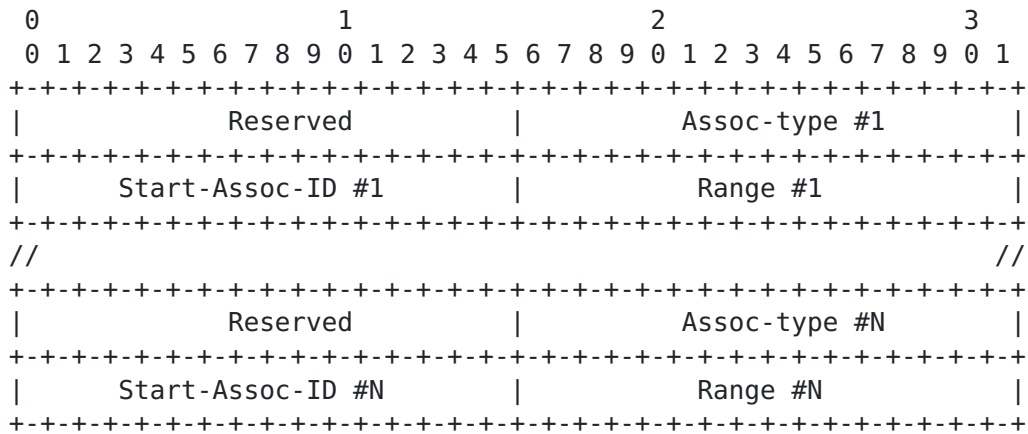 0                   1                   2                   3
 0 1 2 3 4 5 6 7 8 9 0 1 2 3 4 5 6 7 8 9 0 1 2 3 4 5 6 7 8 9 0 1
+-+-+-+-+-+-+-+-+-+-+-+-+-+-+-+-+-+-+-+-+-+-+-+-+-+-+-+-+-+-+-+-+
|             Reserved          |          Assoc-type #1        |
+-+-+-+-+-+-+-+-+-+-+-+-+-+-+-+-+-+-+-+-+-+-+-+-+-+-+-+-+-+-+-+-+
|      Start-Assoc-ID #1        |           Range #1            |
+-+-+-+-+-+-+-+-+-+-+-+-+-+-+-+-+-+-+-+-+-+-+-+-+-+-+-+-+-+-+-+-+
//                                                             //
+-+-+-+-+-+-+-+-+-+-+-+-+-+-+-+-+-+-+-+-+-+-+-+-+-+-+-+-+-+-+-+-+
|             Reserved          |          Assoc-type #N        |
+-+-+-+-+-+-+-+-+-+-+-+-+-+-+-+-+-+-+-+-+-+-+-+-+-+-+-+-+-+-+-+-+
|      Start-Assoc-ID #N        |           Range #N            |
+-+-+-+-+-+-+-+-+-+-+-+-+-+-+-+-+-+-+-+-+-+-+-+-+-+-+-+-+-+-+-+-+